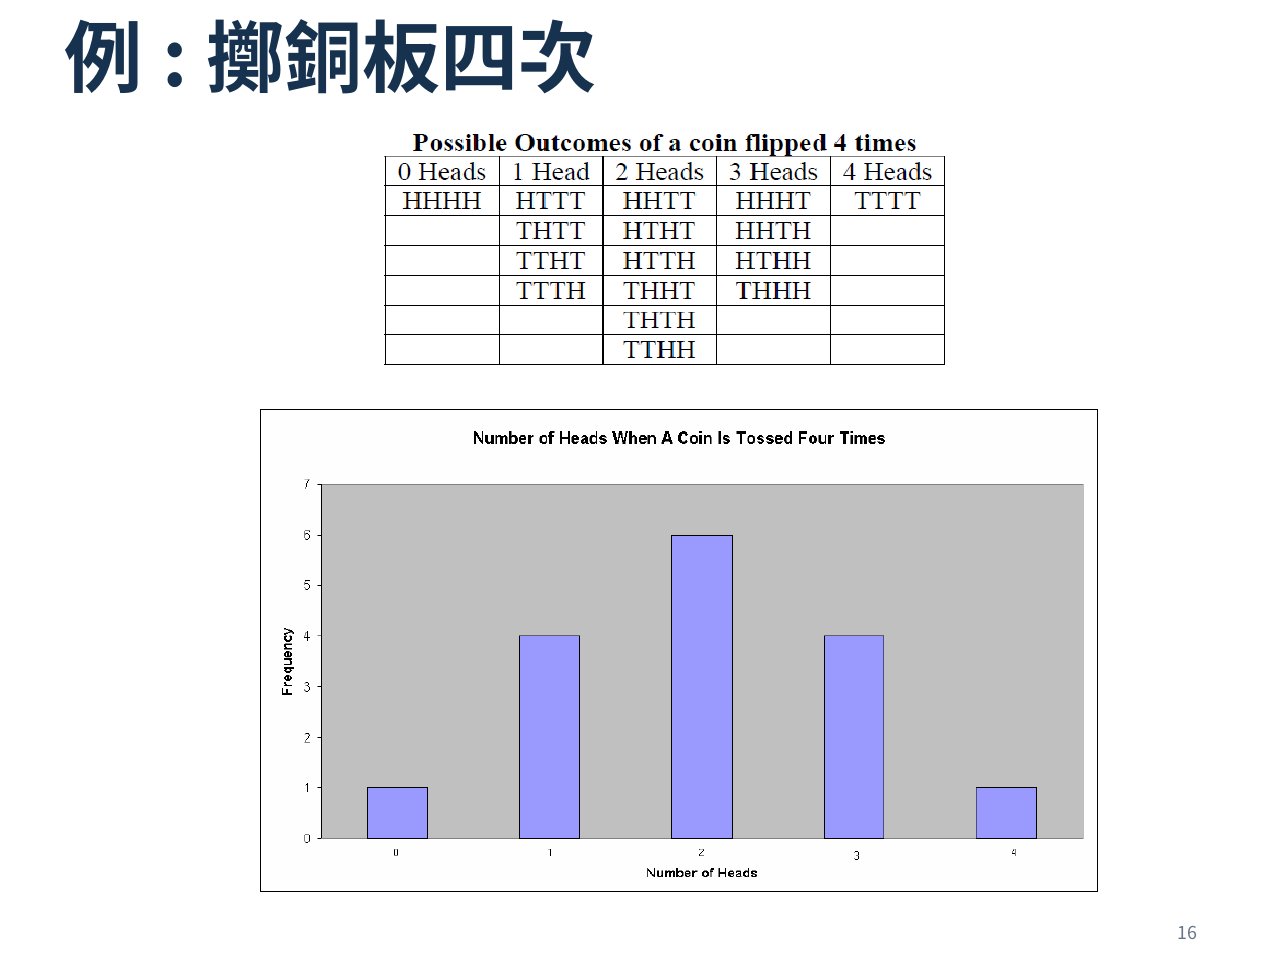 例：擲銅板四次
Possible Outcomes of a coin flipped 4 times
0 Heads 1 Head 2 Heads 3 Heads 4 Heads
HHHH HTTT HHTT HHHT TTTT
THTT HTHT HHTH
TTHT HTTH HTHH
TTTH THHT THHH
THTH
TTHH
Number of Heads When A Coin Is Tossed Four Times
7
6
5
4
3
2
1
0
Frequency
0 1 2 3 4
Number of Heads
16